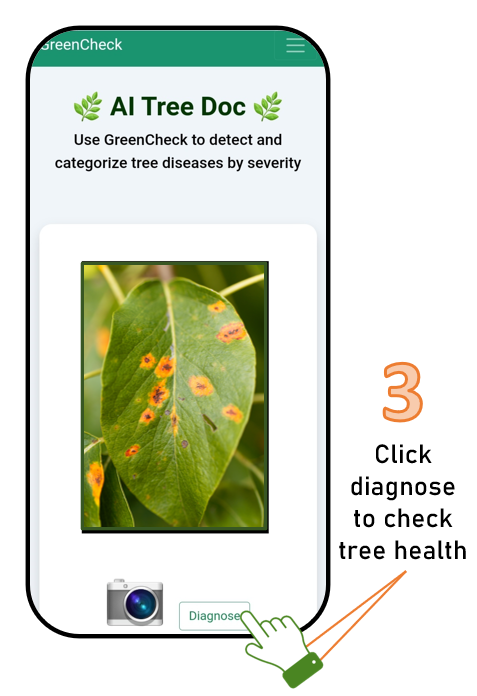 GreenCheck
🌿 AI Tree Doc 🌿
Use GreenCheck to detect and
categorize tree diseases by severity
Diagnose
3
Click
diagnose
to check
tree health